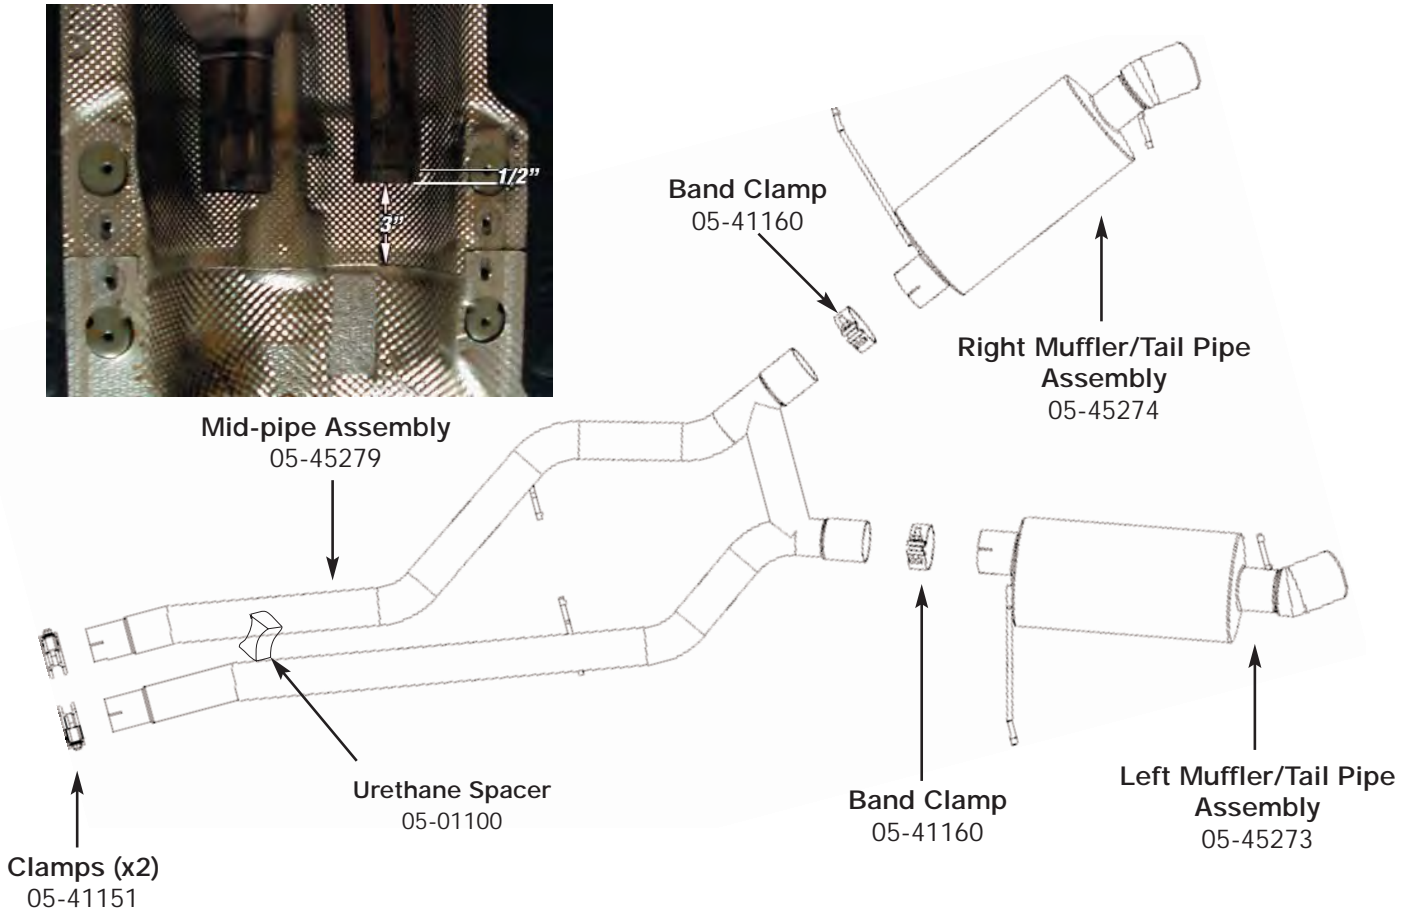 1/2”
3”
Band Clamp
05-41160
Right Muffler/Tail Pipe
Assembly
05-45274
Mid-pipe Assembly
05-45279
Urethane Spacer
05-01100
Band Clamp
05-41160
Left Muffler/Tail Pipe
Assembly
05-45273
Clamps (x2)
05-41151